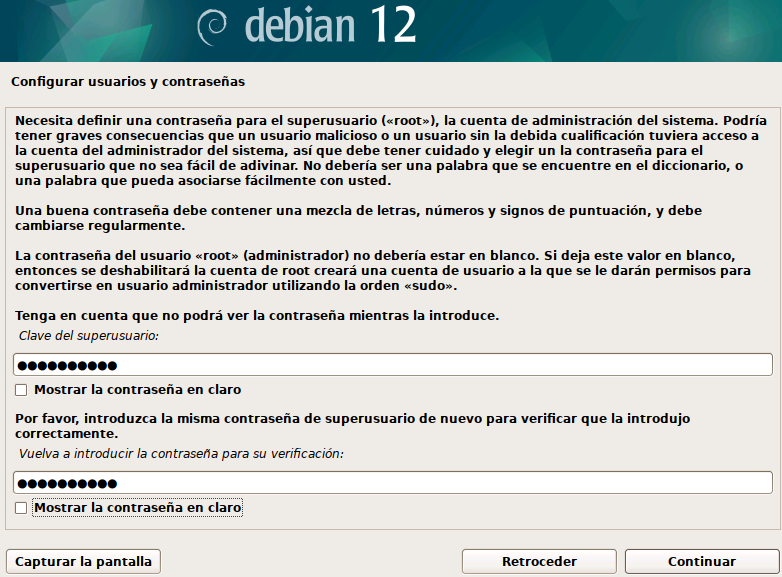 debian 12
Configurar usuarios y contraseñas
Necesita definir una contraseña para el superusuario («root»), la cuenta de administración del sistema. Podría
tener graves consecuencias que un usuario malicioso o un usuario sin la debida cualificación tuviera acceso a
la cuenta del administrador del sistema, así que debe tener cuidado y elegir un la contraseña para el
superusuario que no sea fácil de adivinar. No debería ser una palabra que se encuentre en el diccionario, o
una palabra que pueda asociarse fácilmente con usted.
Una buena contraseña debe contener una mezcla de letras, números y signos de puntuación, y debe
cambiarse regularmente.
La contraseña del usuario «root» (administrador) no debería estar en blanco. Si deja este valor en blanco,
entonces se deshabilitará la cuenta de root creará una cuenta de usuario a la que se le darán permisos para
convertirse en usuario administrador utilizando la orden «sudo».
Tenga en cuenta que no podrá ver la contraseña mientras la introduce.
Clave del superusuario:
●●●●●●●●●●
Mostrar la contraseña en claro
Por favor, introduzca la misma contraseña de superusuario de nuevo para verificar que la introdujo
correctamente.
Vuelva a introducir la contraseña para su verificación:
●●●●●●●●●●
Mostrar la contraseña en claro
Capturar la pantalla
Retroceder
Continuar